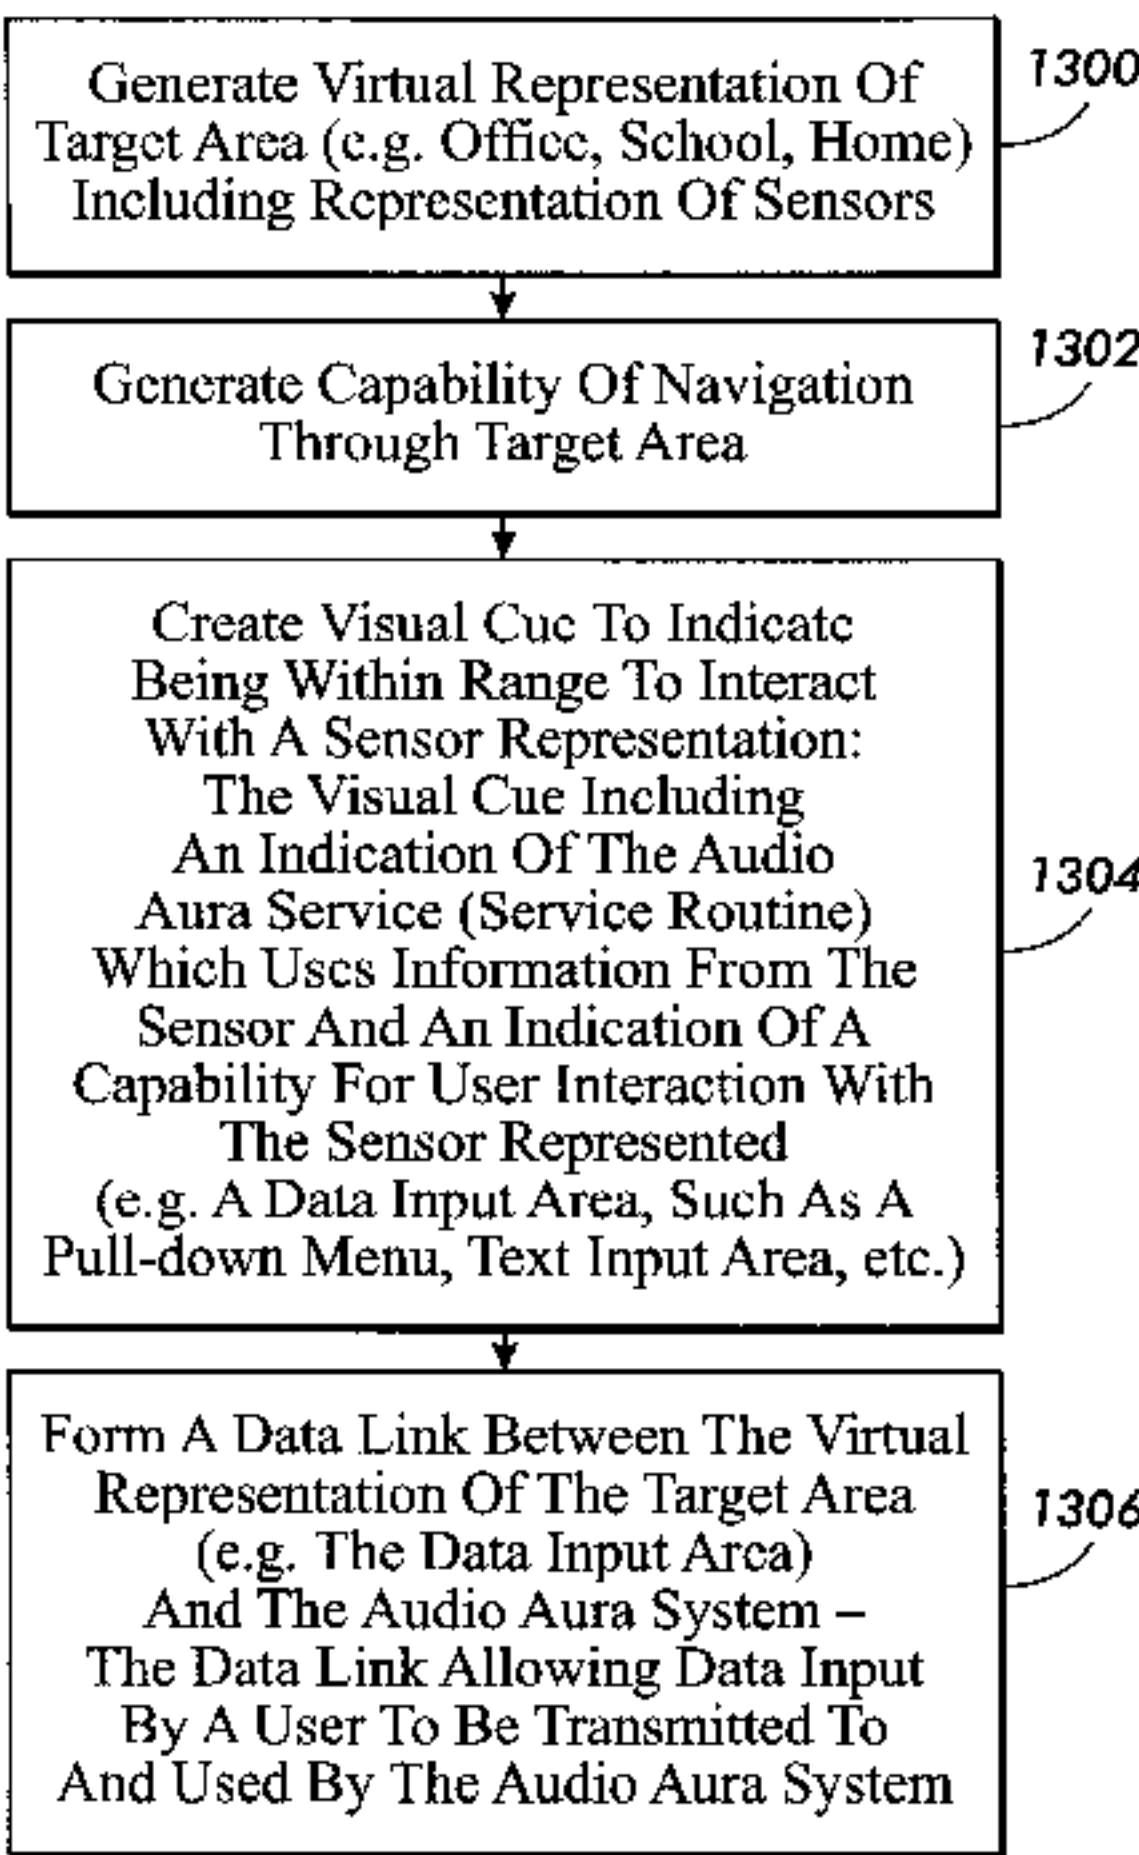 Generate Virtual Representation Of
Target Area (e.g. Office, School, Home)
Including Representation Of Sensors
1300
Generate Capability Of Navigation
Through Target Area
1302
Create Visual Cue To Indicate
Being Within Range To Interact
With A Sensor Representation:
The Visual Cue Including
An Indication Of The Audio
Aura Service (Service Routine)
Which Uses Information From The
Sensor And An Indication Of A
Capability For User Interaction With
The Sensor Represented
(e.g. A Data Input Area, Such As A
Pull-down Menu, Text Input Area, etc.)
1304
Form A Data Link Between The Virtual
Representation Of The Target Area
(e.g. The Data Input Area)
And The Audio Aura System –
The Data Link Allowing Data Input
By A User To Be Transmitted To
And Used By The Audio Aura System
1306